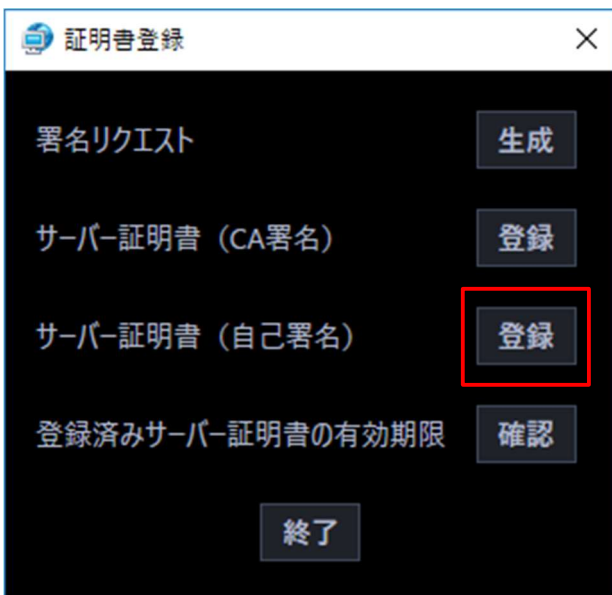 証明書登録
署名リクエスト 生成
サーバー証明書（CA署名） 登録
サーバー証明書（自己署名） 登録
登録済みサーバー証明書の有効期限 確認
終了